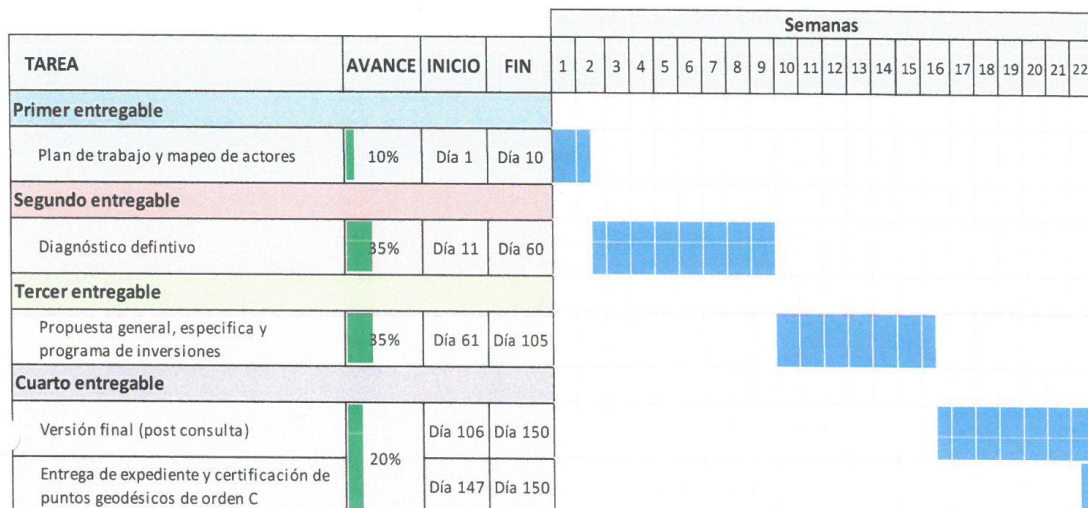 Semanas
TAREA AVANCE INICIO FIN 1 2 3 4 5 6 7 8 9 10 11 12 13 14 15 16 17 18 19 20 21 22
Primer entregable
Plan de trabajo y mapeo de actores 10% Día 1 Día 10
Segundo entregable
Diagnóstico defintivo 35% Día 11 Día 60
Tercer entregable
Propuesta general, especifica y
programa de inversiones 35% Día 61 Día 105
Cuarto entregable
Versión final (post consulta) Día 106 Día 150
20%
Entrega de expediente y certificación de
puntos geodésicos de orden C Día 147 Día 150